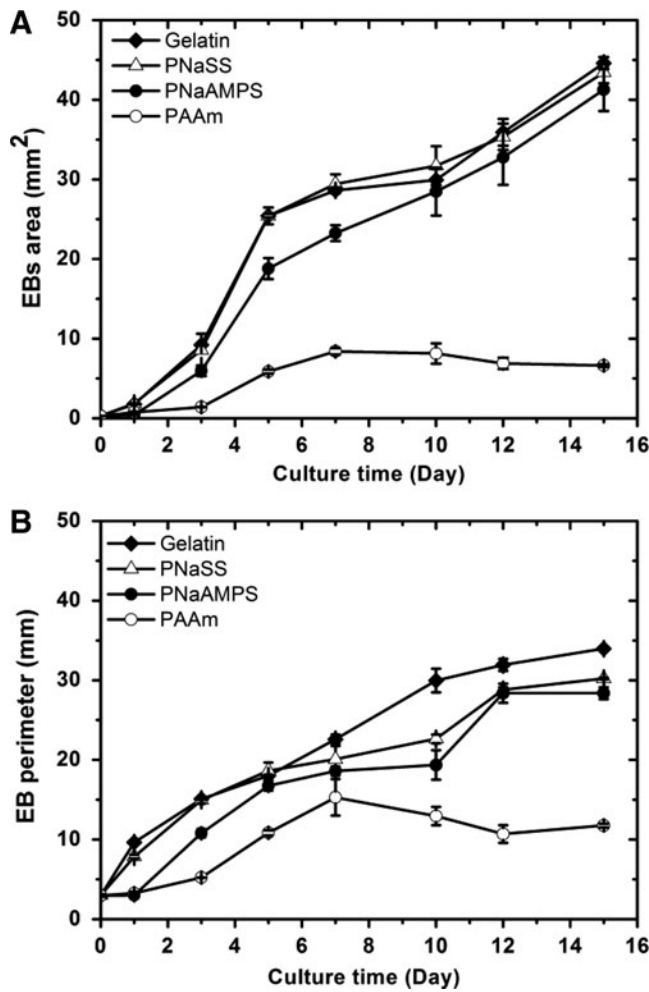 A
50
40
30
20
10
0
EBs area (mm²)
Gelatin
PNaSS
PNaAMPS
PAAm
0 2 4 6 8 10 12 14 16
Culture time (Day)
B
50
40
30
20
10
0
EB perimeter (mm)
Gelatin
PNaSS
PNaAMPS
PAAm
0 2 4 6 8 10 12 14 16
Culture time (Day)